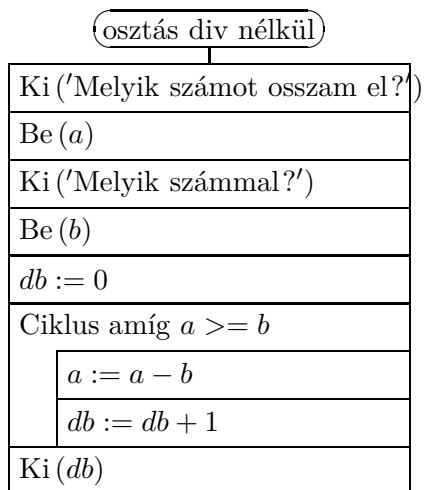 osztás div nélkül
Ki ('Melyik számot osszam el?')
Be (a)
Ki ('Melyik számmal?')
Be (b)
db := 0
Ciklus amíg a >= b
a := a − b
db := db + 1
Ki (db)